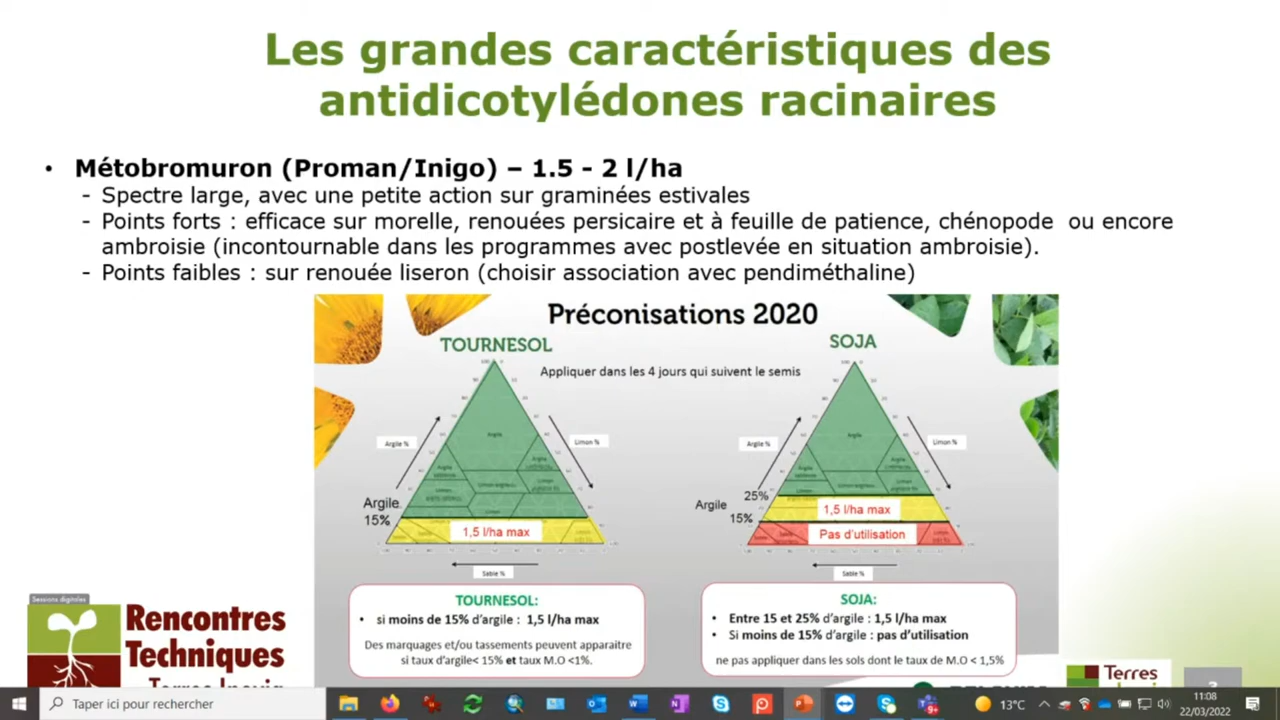 Les grandes caractéristiques des
antidicotylédones racinaires
• Métobromuron (Proman/Inigo) – 1.5 - 2 l/ha
- Spectre large, avec une petite action sur graminées estivales
- Points forts : efficace sur morelle, renouées persicaire et à feuille de patience, chénopode ou encore
ambroisie (incontournable dans les programmes avec postlevée en situation ambroisie).
- Points faibles : sur renouée liseron (choisir association avec pendiméthaline)
Préconisations 2020
TOURNESOL
SOJA
Appliquer dans les 4 jours qui suivent le semis
Argile %
Limon %
Argile
15%
1,5 l/ha max
Sable %
Argile %
Limon %
Argile
25%
15%
1,5 l/ha max
Pas d'utilisation
Sable %
TOURNESOL:
• si moins de 15% d'argile : 1,5 l/ha max
Des marquages et/ou tassements peuvent apparaitre
si taux d'argile< 15% et taux M.O <1%.
SOJA:
• Entre 15 et 25% d'argile : 1,5 l/ha max
• Si moins de 15% d'argile : pas d'utilisation
ne pas appliquer dans les sols dont le taux de M.O < 1,5%
Sessions digitales
Rencontres
Techniques
Terres
Taper ici pour rechercher
13°C
11:08
22/03/2022